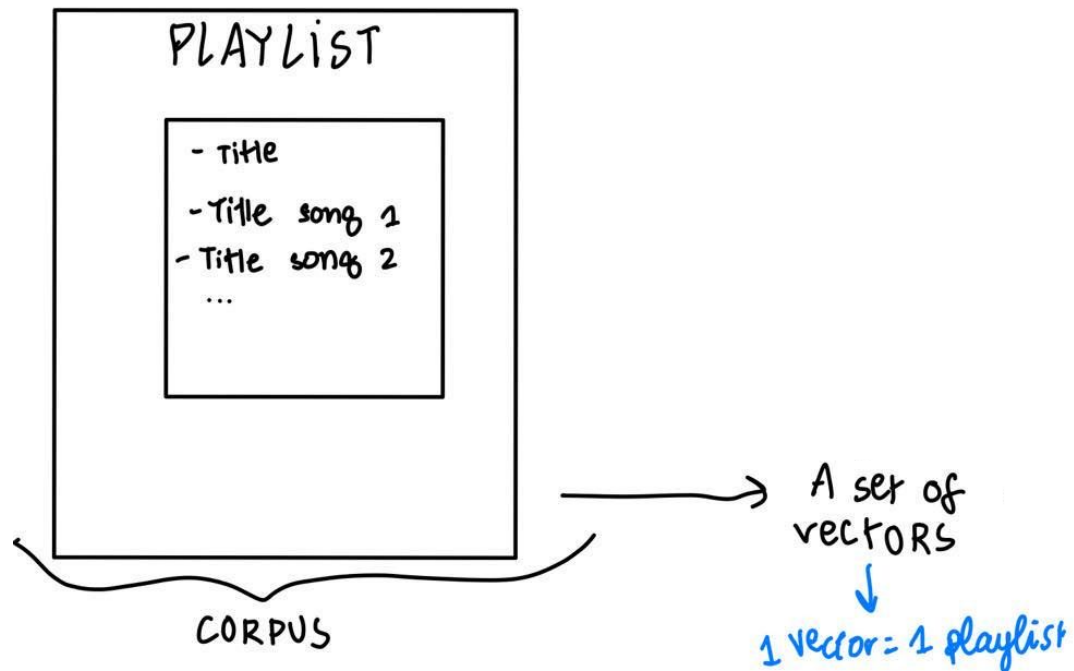 PLAYLiST
- Title
- Title song 1
- Title song 2
...
CORPUS
A set of
vectORS
1 vector = 1 playlist